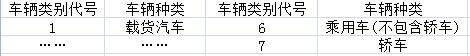 车辆类别代号 车辆种类 车辆类别代号 车辆种类
1 载货汽车 6 乘用车(不包含轿车)
…… …… 7 轿车